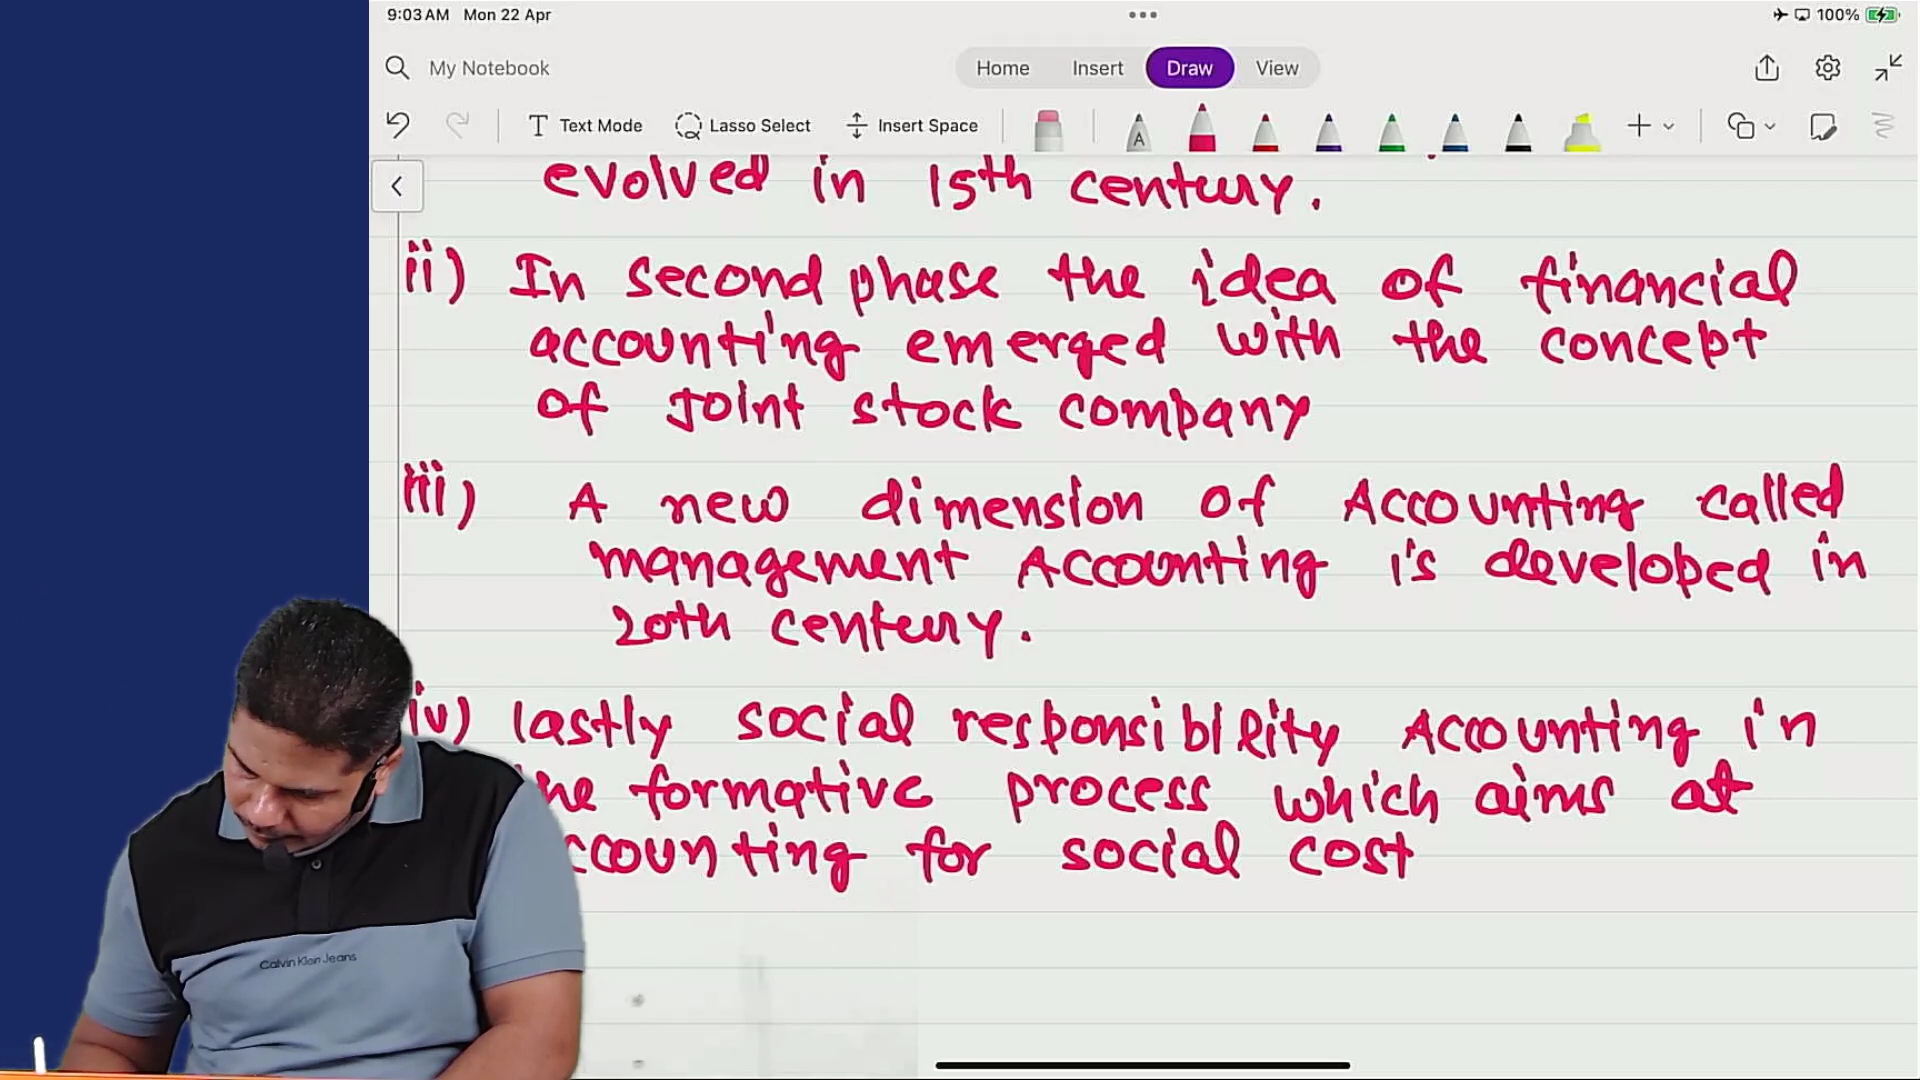 9:03 AM Mon 22 Apr
100%
My Notebook
Home Insert Draw View
Text Mode Lasso Select Insert Space
A
evolved in 15th century.
ii) In second phase the idea of financial
accounting emerged with the concept
of Joint stock company
iii) A new dimension of Accounting called
management Accounting is developed in
20th century.
iv) lastly social responsiblity Accounting in
he formative process which aims at
ccounting for social cost
Calvin Klein Jeans